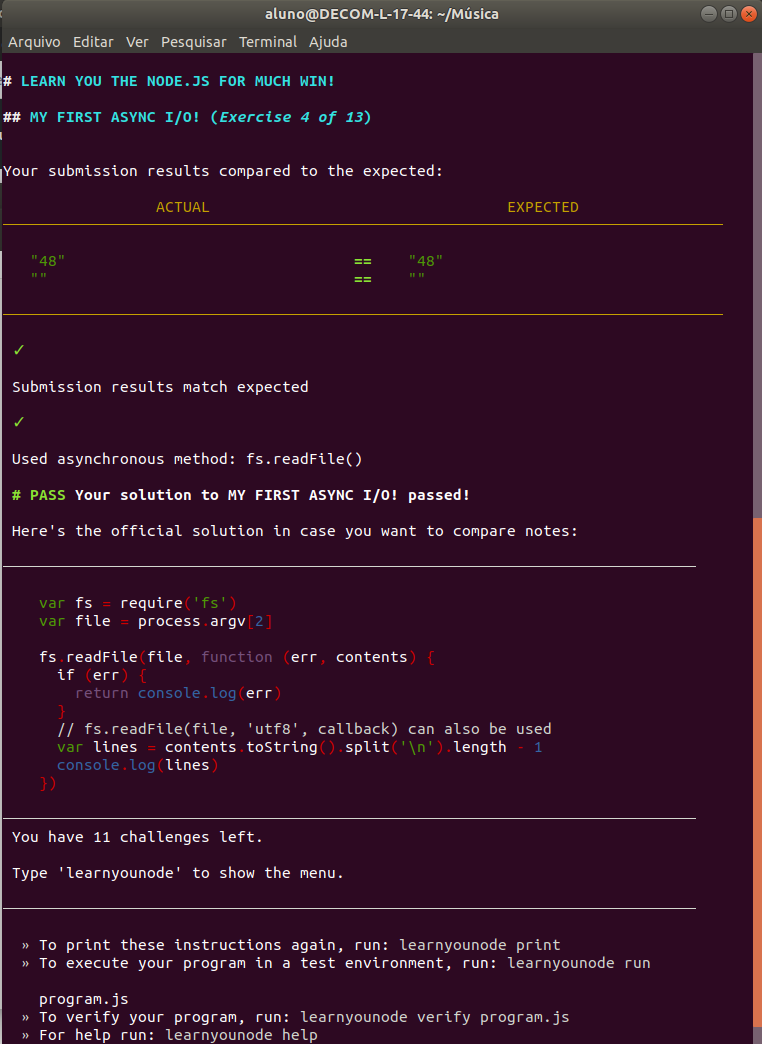 aluno@DECOM-L-17-44: ~/Música
Arquivo Editar Ver Pesquisar Terminal Ajuda
# LEARN YOU THE NODE.JS FOR MUCH WIN!
## MY FIRST ASYNC I/O! (Exercise 4 of 13)
Your submission results compared to the expected:
ACTUAL EXPECTED
"48" == "48"
"" == ""
✓
Submission results match expected
✓
Used asynchronous method: fs.readFile()
# PASS Your solution to MY FIRST ASYNC I/O! passed!
Here's the official solution in case you want to compare notes:
var fs = require('fs')
var file = process.argv[2]
fs.readFile(file, function (err, contents) {
if (err) {
return console.log(err)
}
// fs.readFile(file, 'utf8', callback) can also be used
var lines = contents.toString().split('\n').length - 1
console.log(lines)
})
You have 11 challenges left.
Type 'learnyounode' to show the menu.
» To print these instructions again, run: learnyounode print
» To execute your program in a test environment, run: learnyounode run
program.js
» To verify your program, run: learnyounode verify program.js
» For help run: learnyounode help